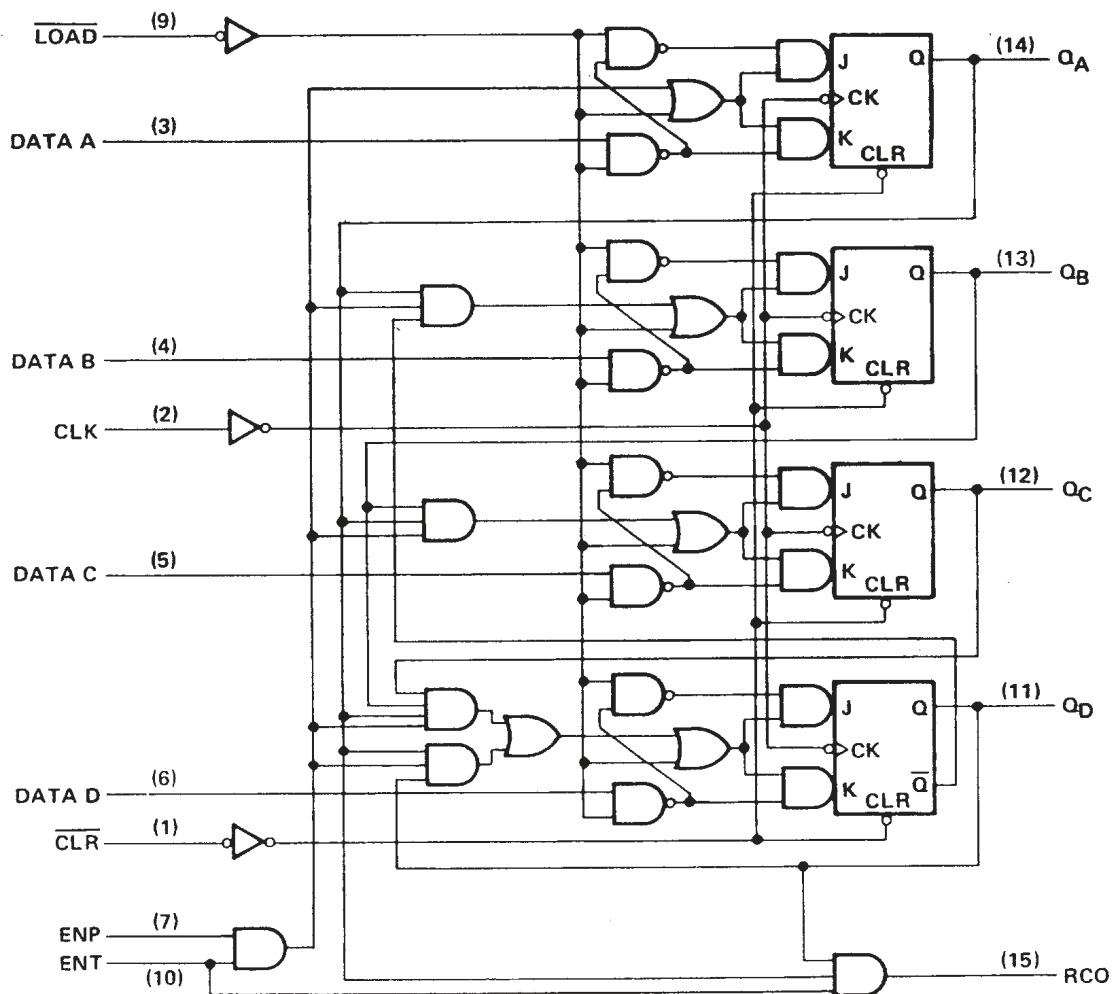 LOAD (9)
J Q (14) QA
CK
DATA A (3)
K
CLR
J Q (13) QB
CK
DATA B (4)
K
CLR
CLK (2)
J Q (12) QC
CK
DATA C (5)
K
CLR
J Q (11) QD
CK
DATA D (6)
K Q
CLR
CLR (1)
ENP (7)
ENT (10)
(15) RCO